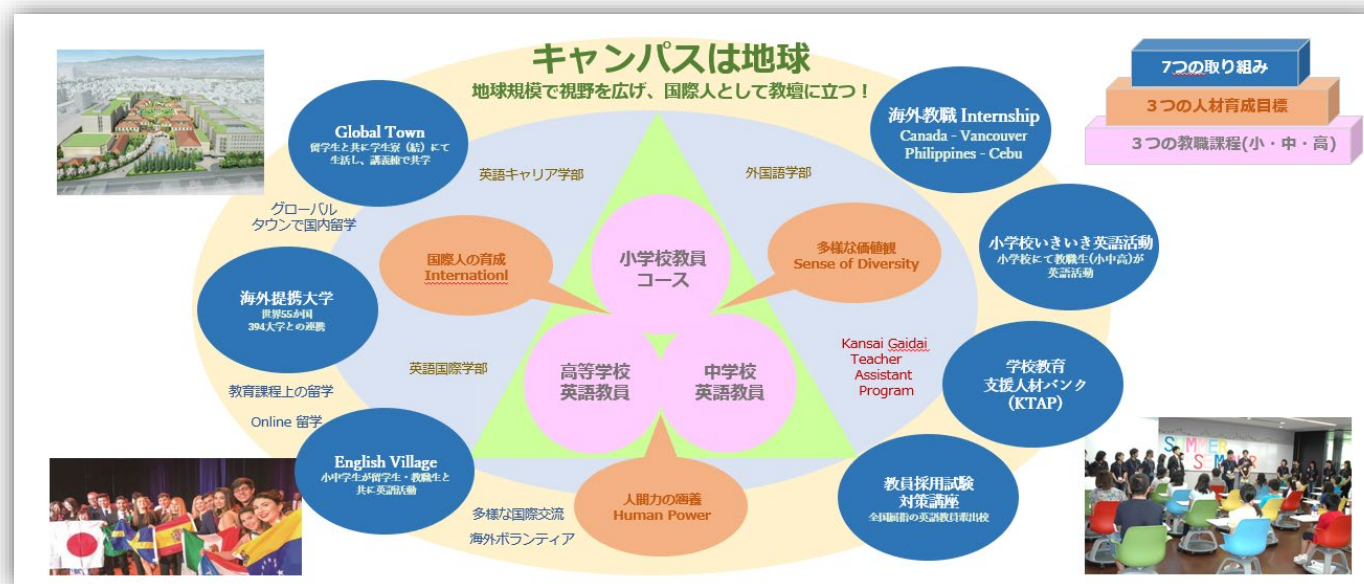 キャンパスは地球
地球規模で視野を広げ、国際人として教壇に立つ!
7つの取り組み
3つの人材育成目標
3つの教職課程(小・中・高)
Global Town
留学生と共に学生寮(結)にて
生活し、講義棟で共学
海外教職 Internship
Canada - Vancouver
Philippines - Cebu
英語キャリア学部
外国語学部
グローバル
タウンで国内留学
国際人の育成
Internationl
小学校教員
コース
多様な価値観
Sense of Diversity
小学校いきいき英語活動
小学校にて教職生(小中高)が
英語活動
海外提携大学
世界55か国
394大学との連携
英語国際学部
高等学校
英語教員
中学校
英語教員
Kansai Gaidai
Teacher
Assistant
Program
学校教育
支援人材バンク
(KTAP)
教育課程上の留学
Online 留学
English Village
小中学生が留学生・教職生と
共に英語活動
人間力の涵養
Human Power
教員採用試験
対策講座
全国屈指の英語教員輩出校
多様な国際交流
海外ボランティア
SUMMER
SEMINAR